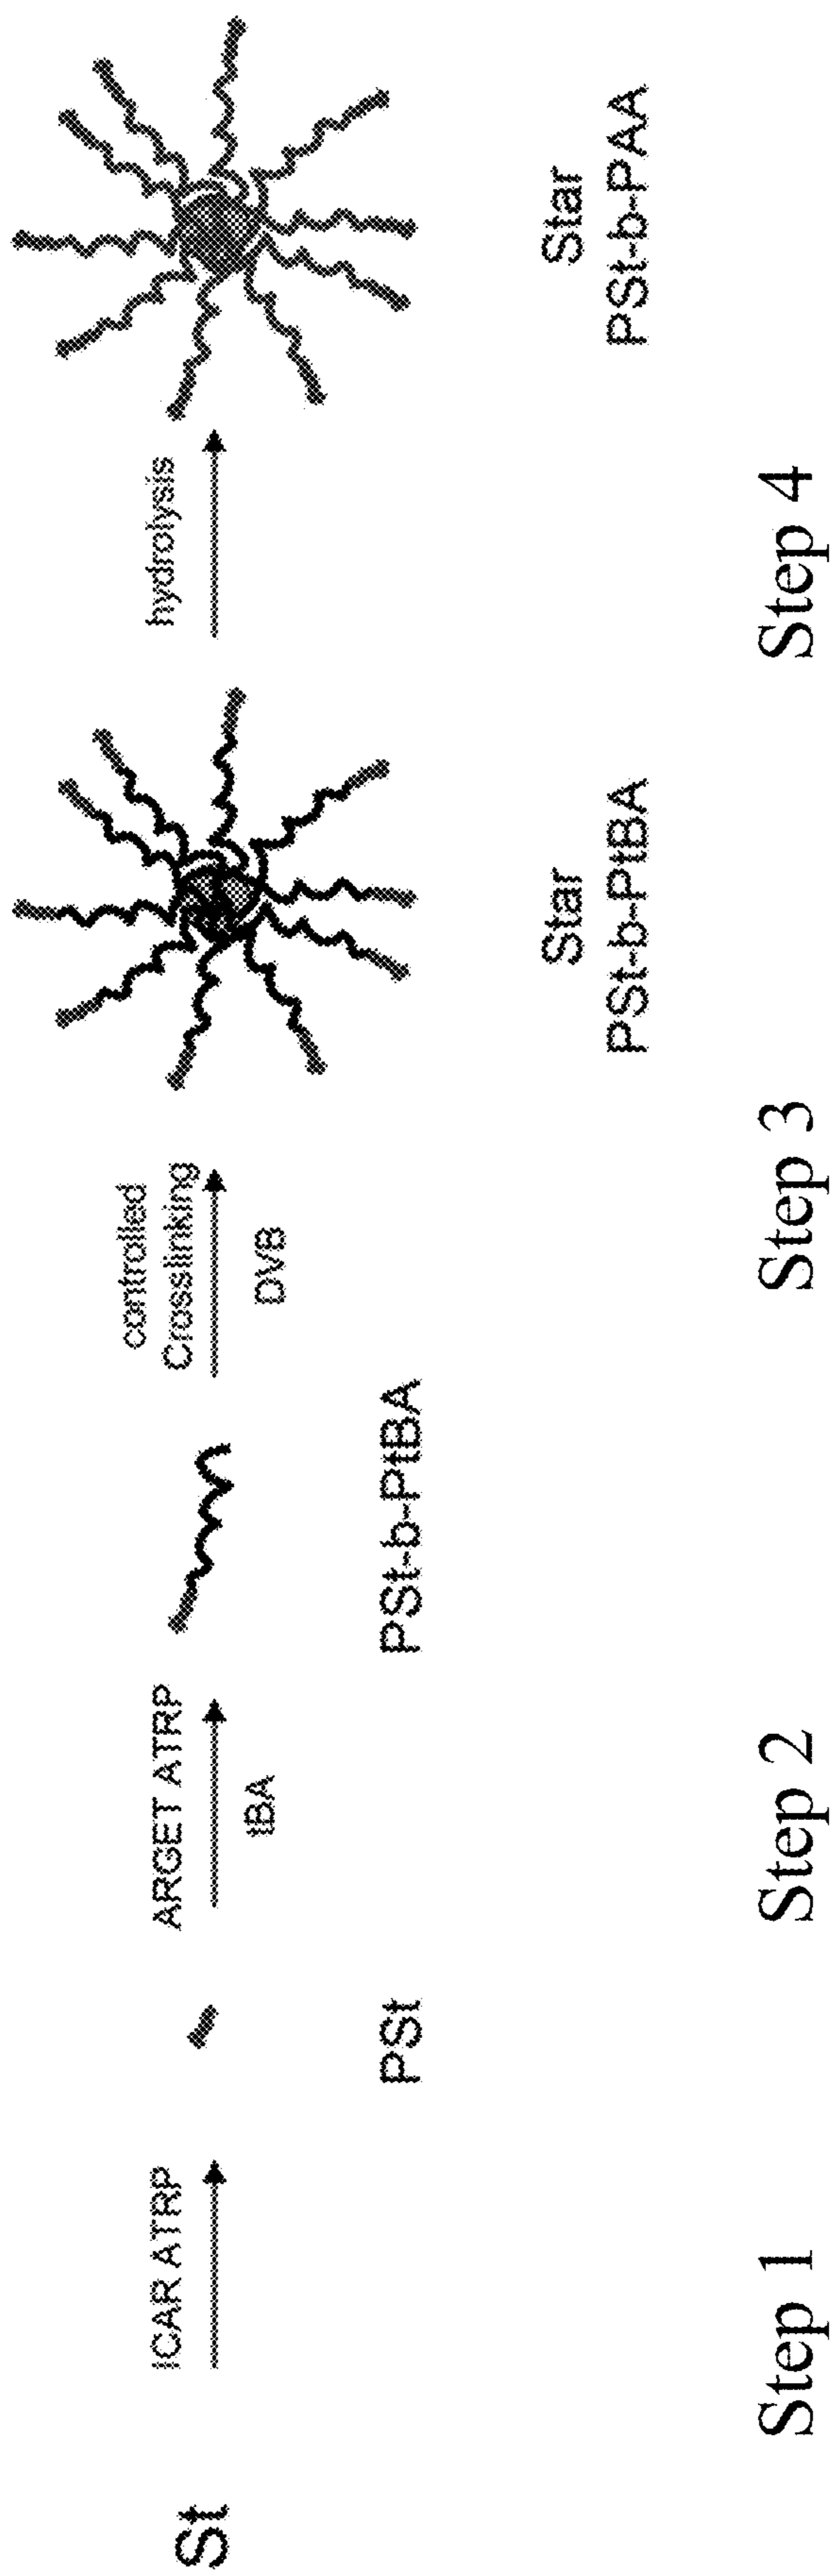 St
ICAR ATRP
PSt
ARGET ATRP
tBA
PSt-b-PtBA
controlled
Crosslinking
DVB
Star
PSt-b-PtBA
hydrolysis
Star
PSt-b-PAA
Step 1
Step 2
Step 3
Step 4